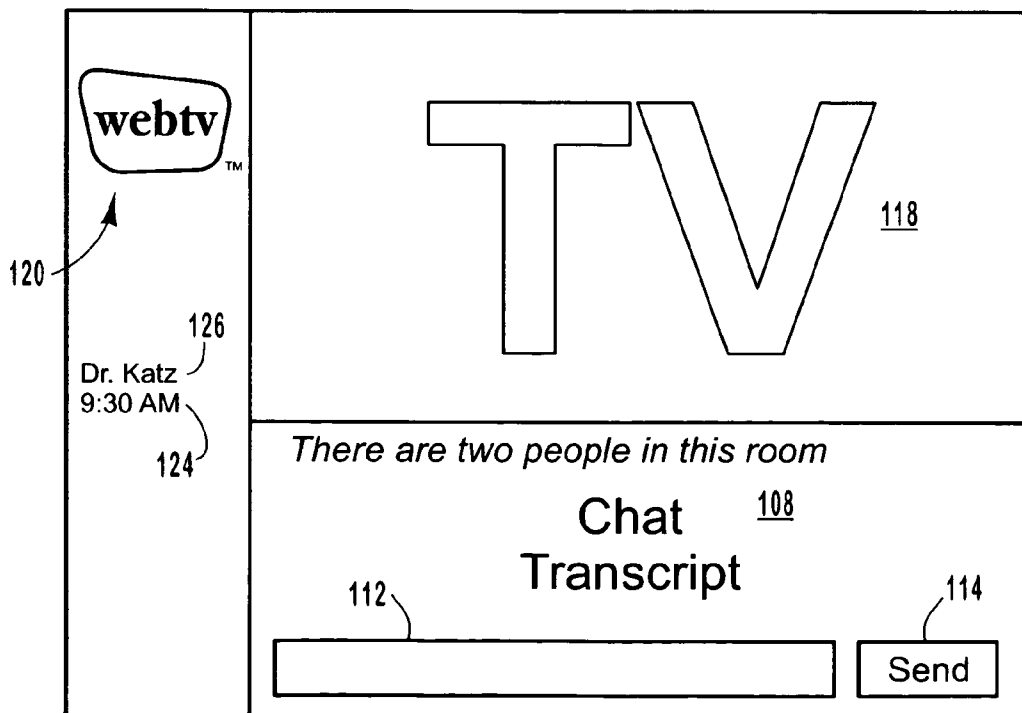 webtv
TM
120
126
Dr. Katz
9:30 AM
124
TV
118
There are two people in this room
Chat
108
Transcript
112
114
Send